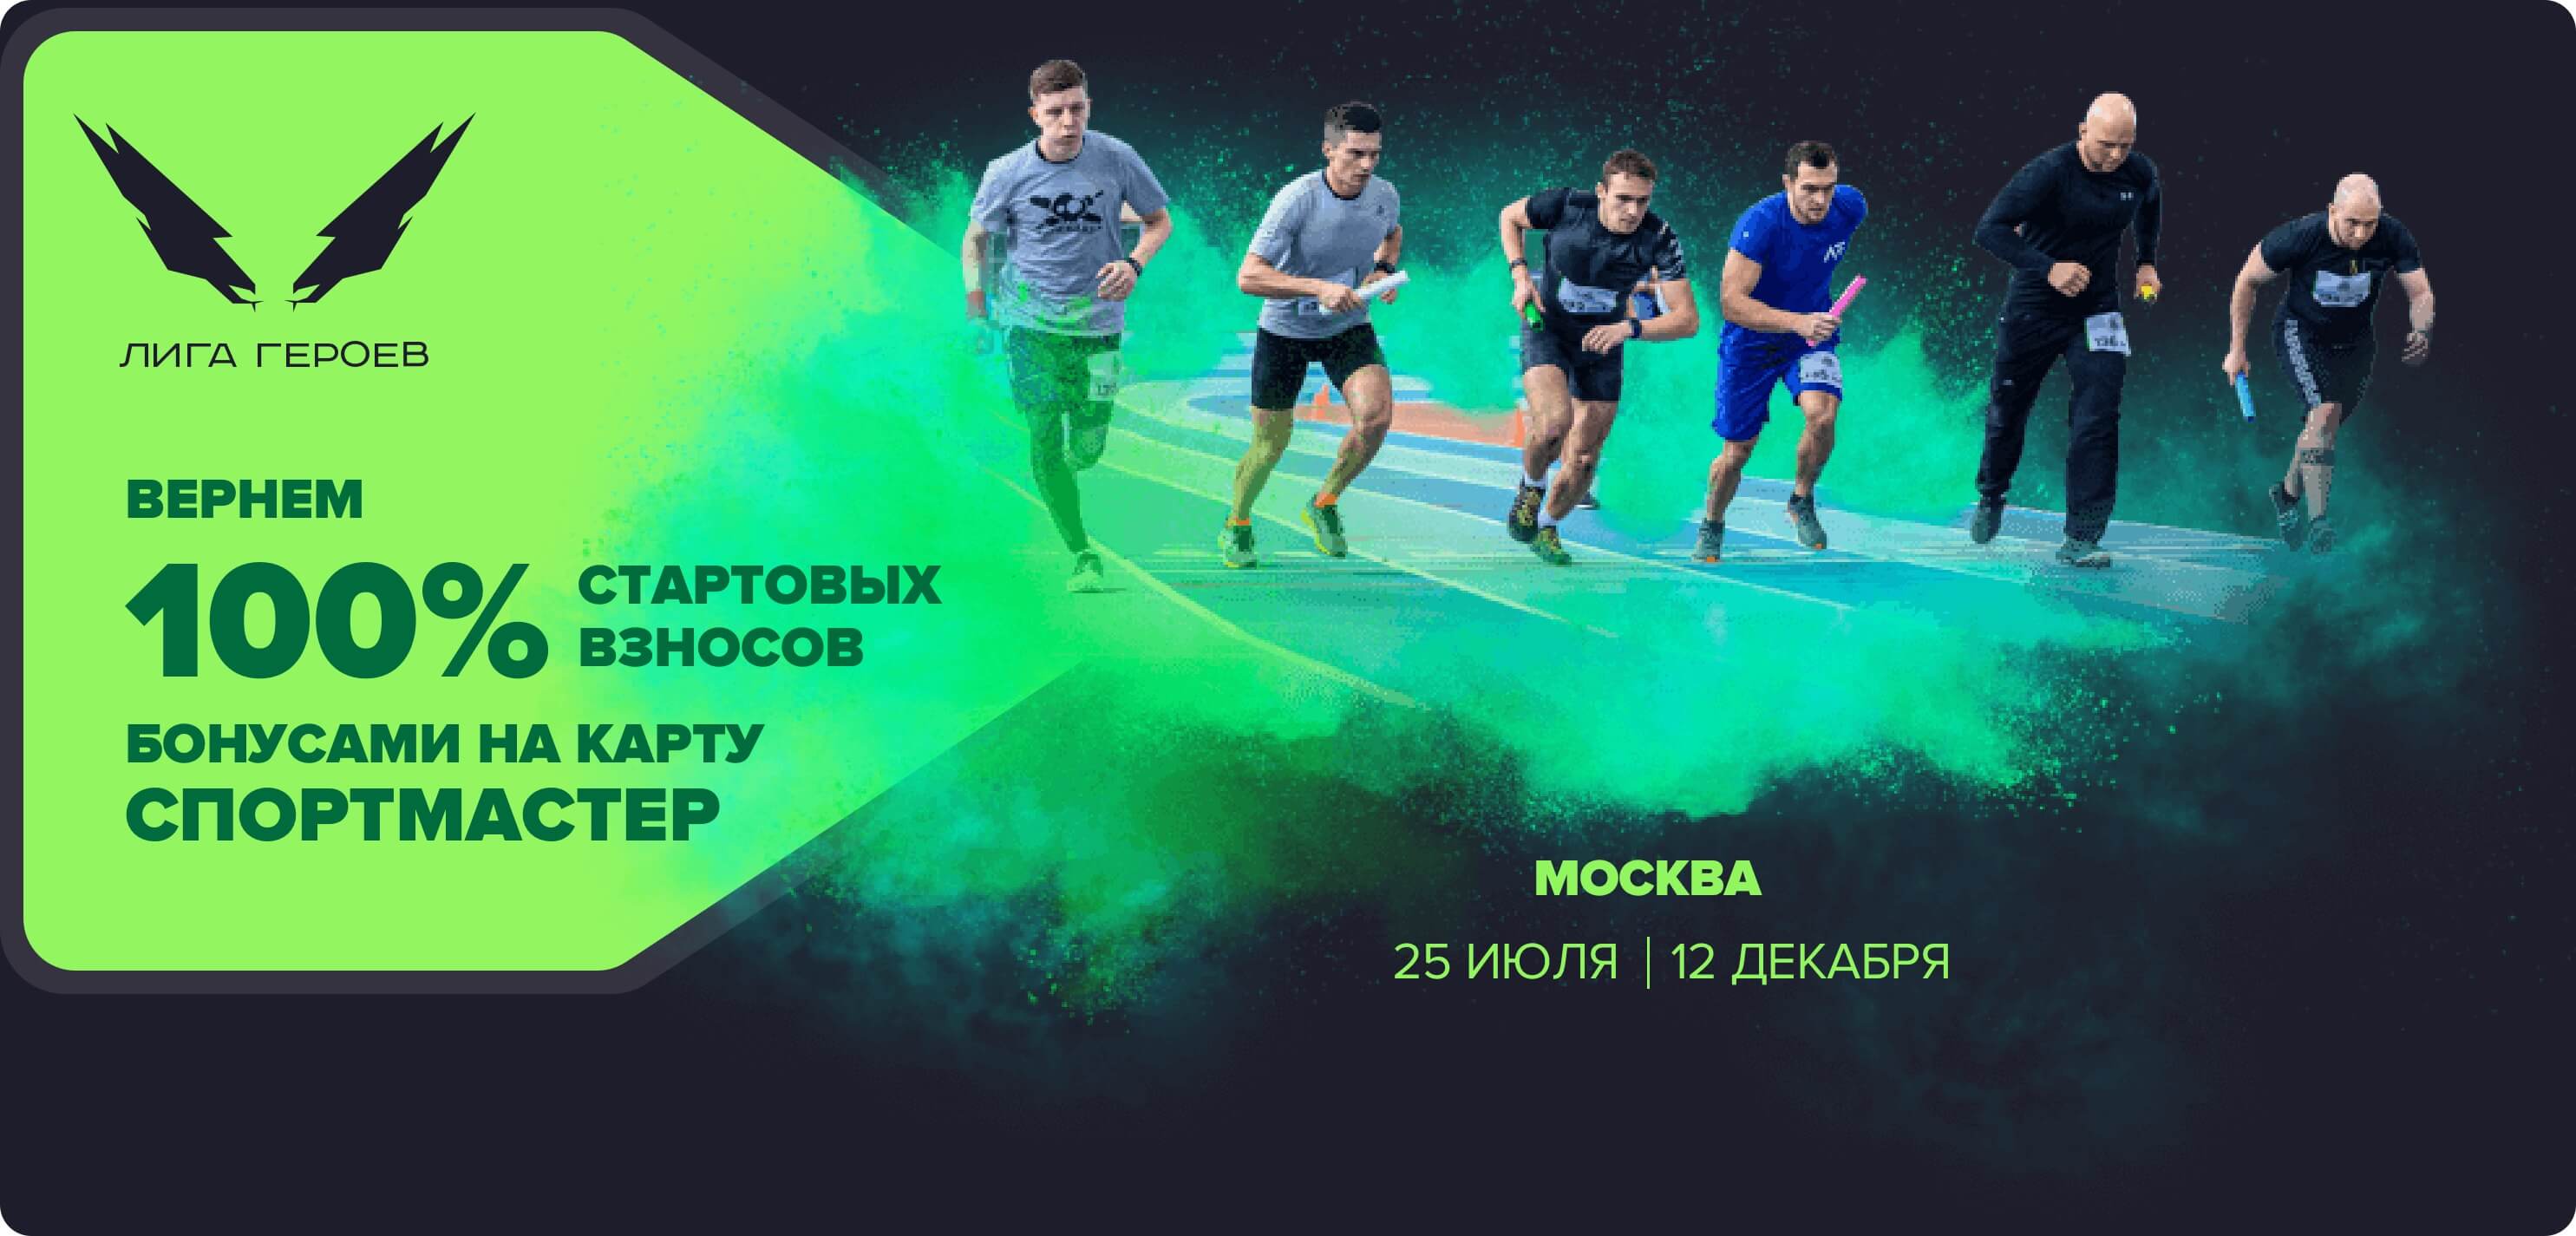 ЛИГА ГЕРОЕВ
ВЕРНЕМ
100% СТАРТОВЫХ
ВЗНОСОВ
БОНУСАМИ НА КАРТУ
СПОРТМАСТЕР
МОСКВА
25 ИЮЛЯ | 12 ДЕКАБРЯ